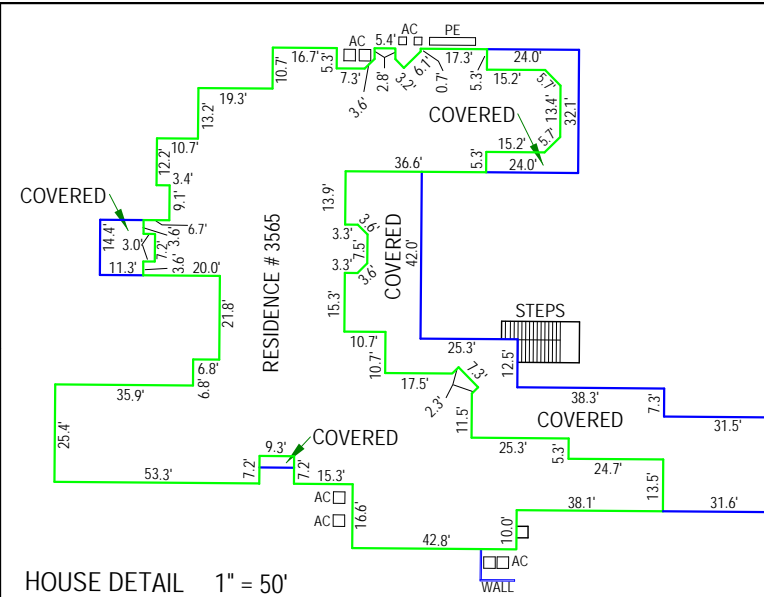 AC 5.4' AC PE
16.7' 5.3' 17.3' 24.0'
10.7' 7.3' 3.6' 2.8' 3.2' 6.1' 0.7' 5.3' 15.2' 5.7'
19.3' 13.4' 32.1'
13.2' COVERED
10.7' 15.2' 5.7'
12.2' 36.6' 5.3' 24.0'
3.4'
COVERED 9.1' 13.9'
14.4' 3.6' 6.7' 3.3' 3.6'
3.0' 7.2' 7.5' COVERED 42.0'
11.3' 3.6' 20.0' 3.3' 3.6'
RESIDENCE # 3565
21.8' 15.3' STEPS
10.7' 25.3'
6.8' 10.7' 12.5'
35.9' 6.8' 17.5' 7.3' 38.3' 7.3'
2.3' 31.5'
25.4' 11.5' COVERED
9.3' COVERED 25.3' 5.3'
53.3' 7.2' 7.2' 15.3' 24.7' 13.5'
AC 38.1' 31.6'
AC 16.6' 10.0'
42.8'
AC
HOUSE DETAIL 1" = 50' WALL